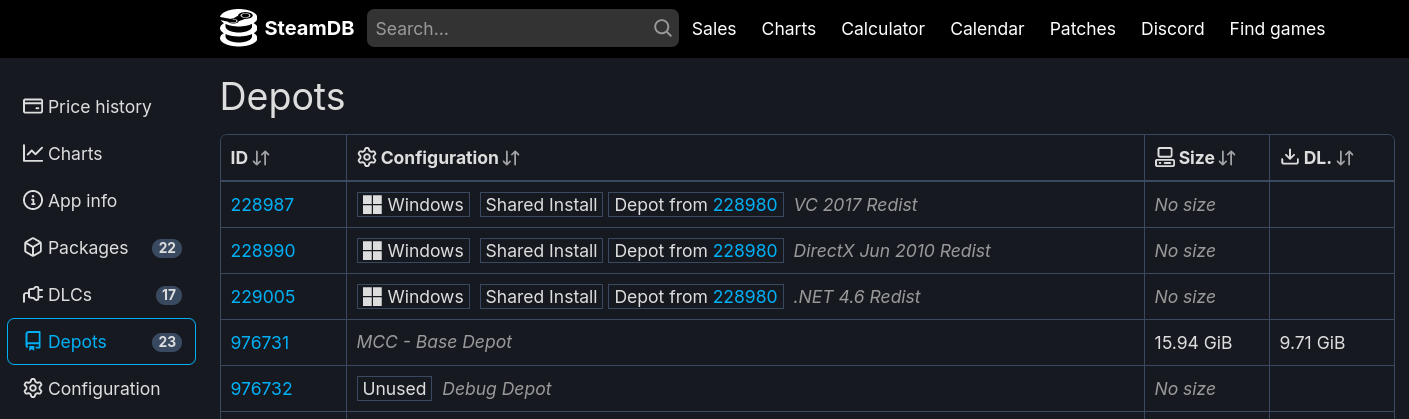 SteamDB Search... Sales Charts Calculator Calendar Patches Discord Find games
Price history
Charts
App info
Packages 22
DLCs 17
Depots 23
Configuration
Depots
ID Configuration Size DL.
228987 Windows Shared Install Depot from 228980 VC 2017 Redist No size
228990 Windows Shared Install Depot from 228980 DirectX Jun 2010 Redist No size
229005 Windows Shared Install Depot from 228980 .NET 4.6 Redist No size
976731 MCC - Base Depot 15.94 GiB 9.71 GiB
976732 Unused Debug Depot No size